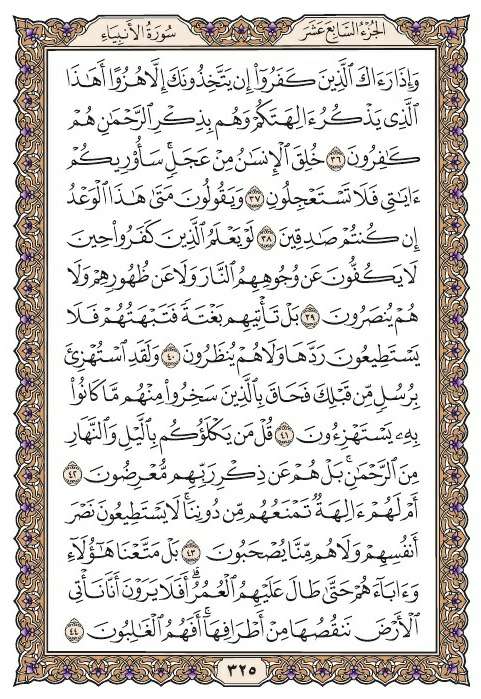 الجزء السابع عشر
سورة الأنبياء
وَإِذَا رَءَاكَ ٱلَّذِينَ كَفَرُوٓا۟ إِن يَتَّخِذُونَكَ إِلَّا هُزُوًا أَهَٰذَا
ٱلَّذِى يَذْكُرُ ءَالِهَتَكُمْ وَهُم بِذِكْرِ ٱلرَّحْمَٰنِ هُمْ
كَٰفِرُونَ ٣٦ خُلِقَ ٱلْإِنسَٰنُ مِنْ عَجَلٍ ۚ سَأُو۟رِيكُمْ
ءَايَٰتِى فَلَا تَسْتَعْجِلُونِ ٣٧ وَيَقُولُونَ مَتَىٰ هَٰذَا ٱلْوَعْدُ
إِن كُنتُمْ صَٰدِقِينَ ٣٨ لَوْ يَعْلَمُ ٱلَّذِينَ كَفَرُوا۟ حِينَ
لَا يَكُفُّونَ عَن وُجُوهِهِمُ ٱلنَّارَ وَلَا عَن ظُهُورِهِمْ وَلَا
هُمْ يُنصَرُونَ ٣٩ بَلْ تَأْتِيهِم بَغْتَةً فَتَبْهَتُهُمْ فَلَا
يَسْتَطِيعُونَ رَدَّهَا وَلَا هُمْ يُنظَرُونَ ٤٠ وَلَقَدِ ٱسْتُهْزِئَ
بِرُسُلٍ مِّن قَبْلِكَ فَحَاقَ بِٱلَّذِينَ سَخِرُوا۟ مِنْهُم مَّا كَانُوا۟
بِهِۦ يَسْتَهْزِءُونَ ٤١ قُلْ مَن يَكْلَؤُكُم بِٱلَّيْلِ وَٱلنَّهَارِ
مِنَ ٱلرَّحْمَٰنِ ۗ بَلْ هُمْ عَن ذِكْرِ رَبِّهِم مُّعْرِضُونَ ٤٢
أَمْ لَهُمْ ءَالِهَةٌ تَمْنَعُهُم مِّن دُونِنَا ۚ لَا يَسْتَطِيعُونَ نَصْرَ
أَنفُسِهِمْ وَلَا هُم مِّنَّا يُصْحَبُونَ ٤٣ بَلْ مَتَّعْنَا هَٰٓؤُلَآءِ
وَءَابَآءَهُمْ حَتَّىٰ طَالَ عَلَيْهِمُ ٱلْعُمُرُ ۗ أَفَلَا يَرَوْنَ أَنَّا نَأْتِى
ٱلْأَرْضَ نَنقُصُهَا مِنْ أَطْرَافِهَآ ۚ أَفَهُمُ ٱلْغَٰلِبُونَ ٤٤
٣٢٥